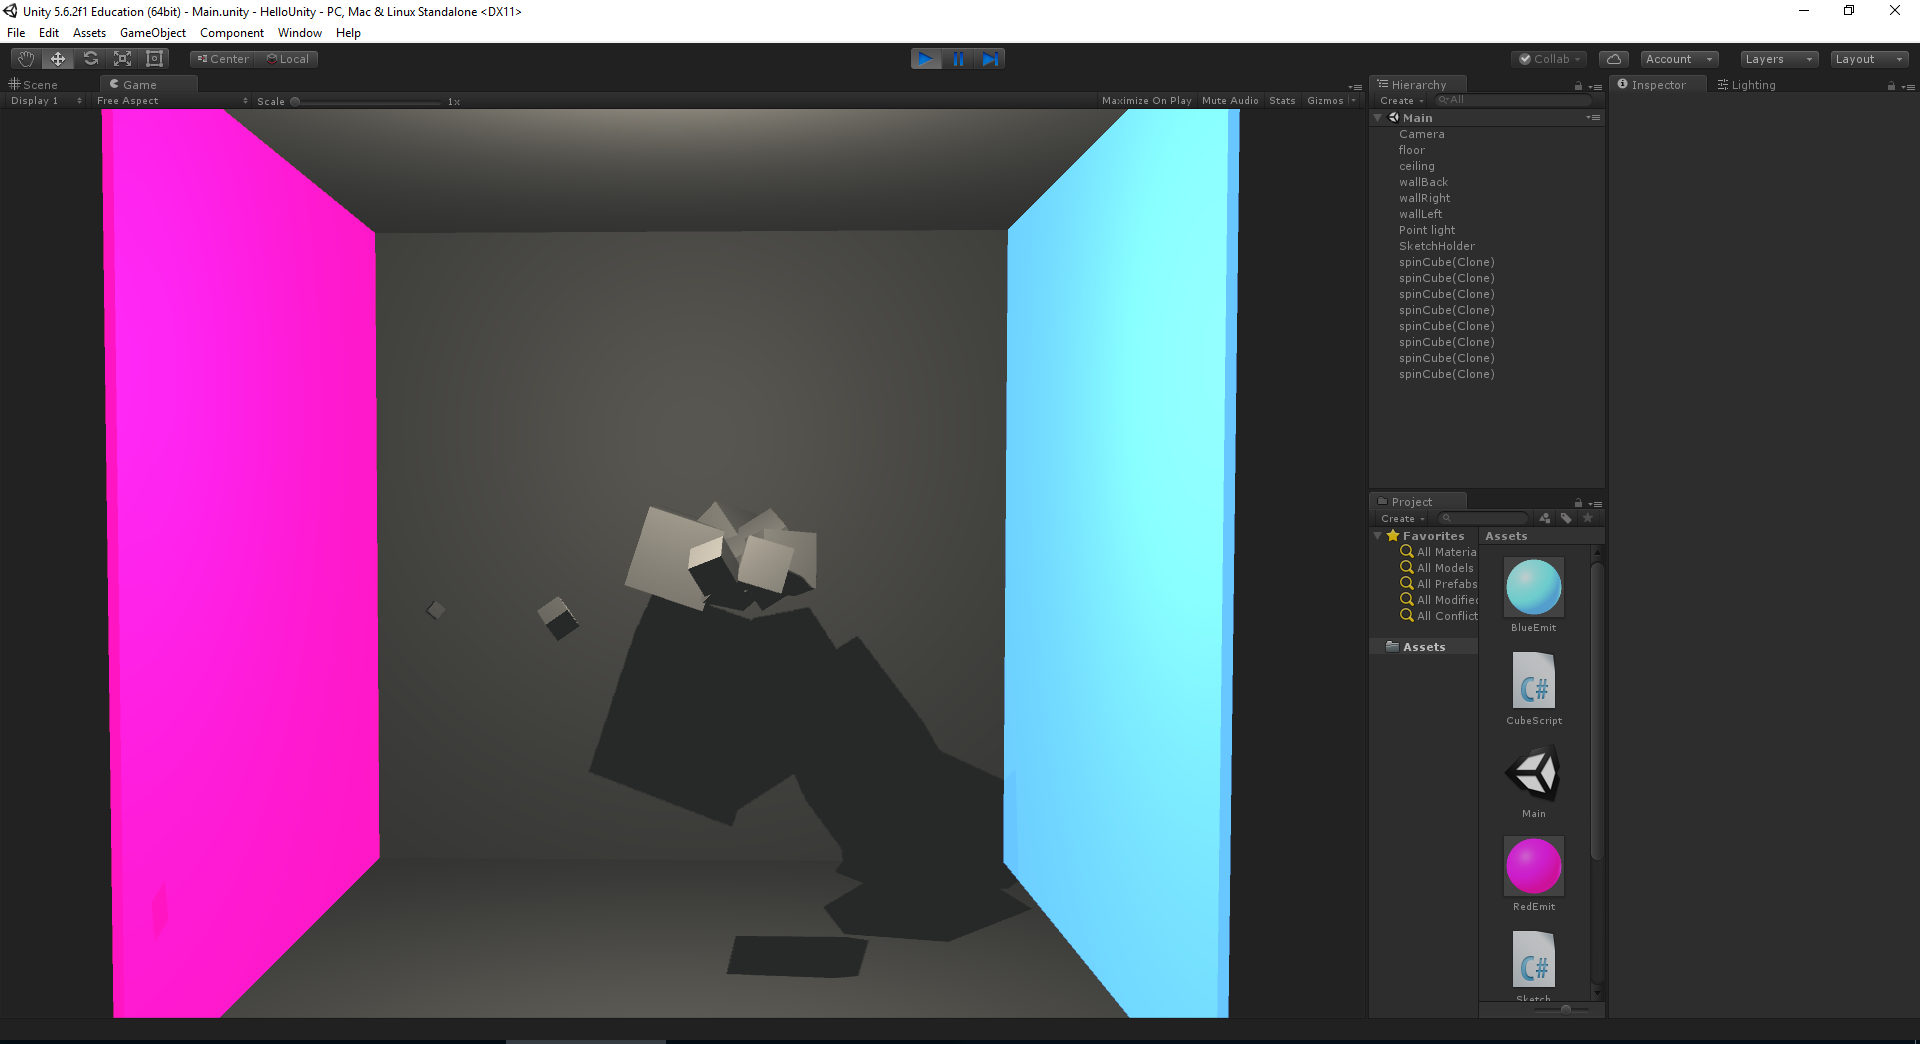 Unity 5.6.2f1 Education (64bit) - Main.unity - HelloUnity - PC, Mac & Linux Standalone <DX11>
File Edit Assets GameObject Component Window Help
Center Local Collab Account Layers Layout
Scene Game
Display 1 Free Aspect Scale 1x Maximize On Play Mute Audio Stats Gizmos
Hierarchy
Create All
Main
Camera
floor
ceiling
wallBack
wallRight
wallLeft
Point light
SketchHolder
spinCube(Clone)
spinCube(Clone)
spinCube(Clone)
spinCube(Clone)
spinCube(Clone)
spinCube(Clone)
spinCube(Clone)
spinCube(Clone)
Project
Create
Favorites
All Materia
All Models
All Prefabs
All Modified
All Conflict
Assets
Assets
BlueEmit
C#
CubeScript
Main
RedEmit
C#
Sketch
Inspector Lighting